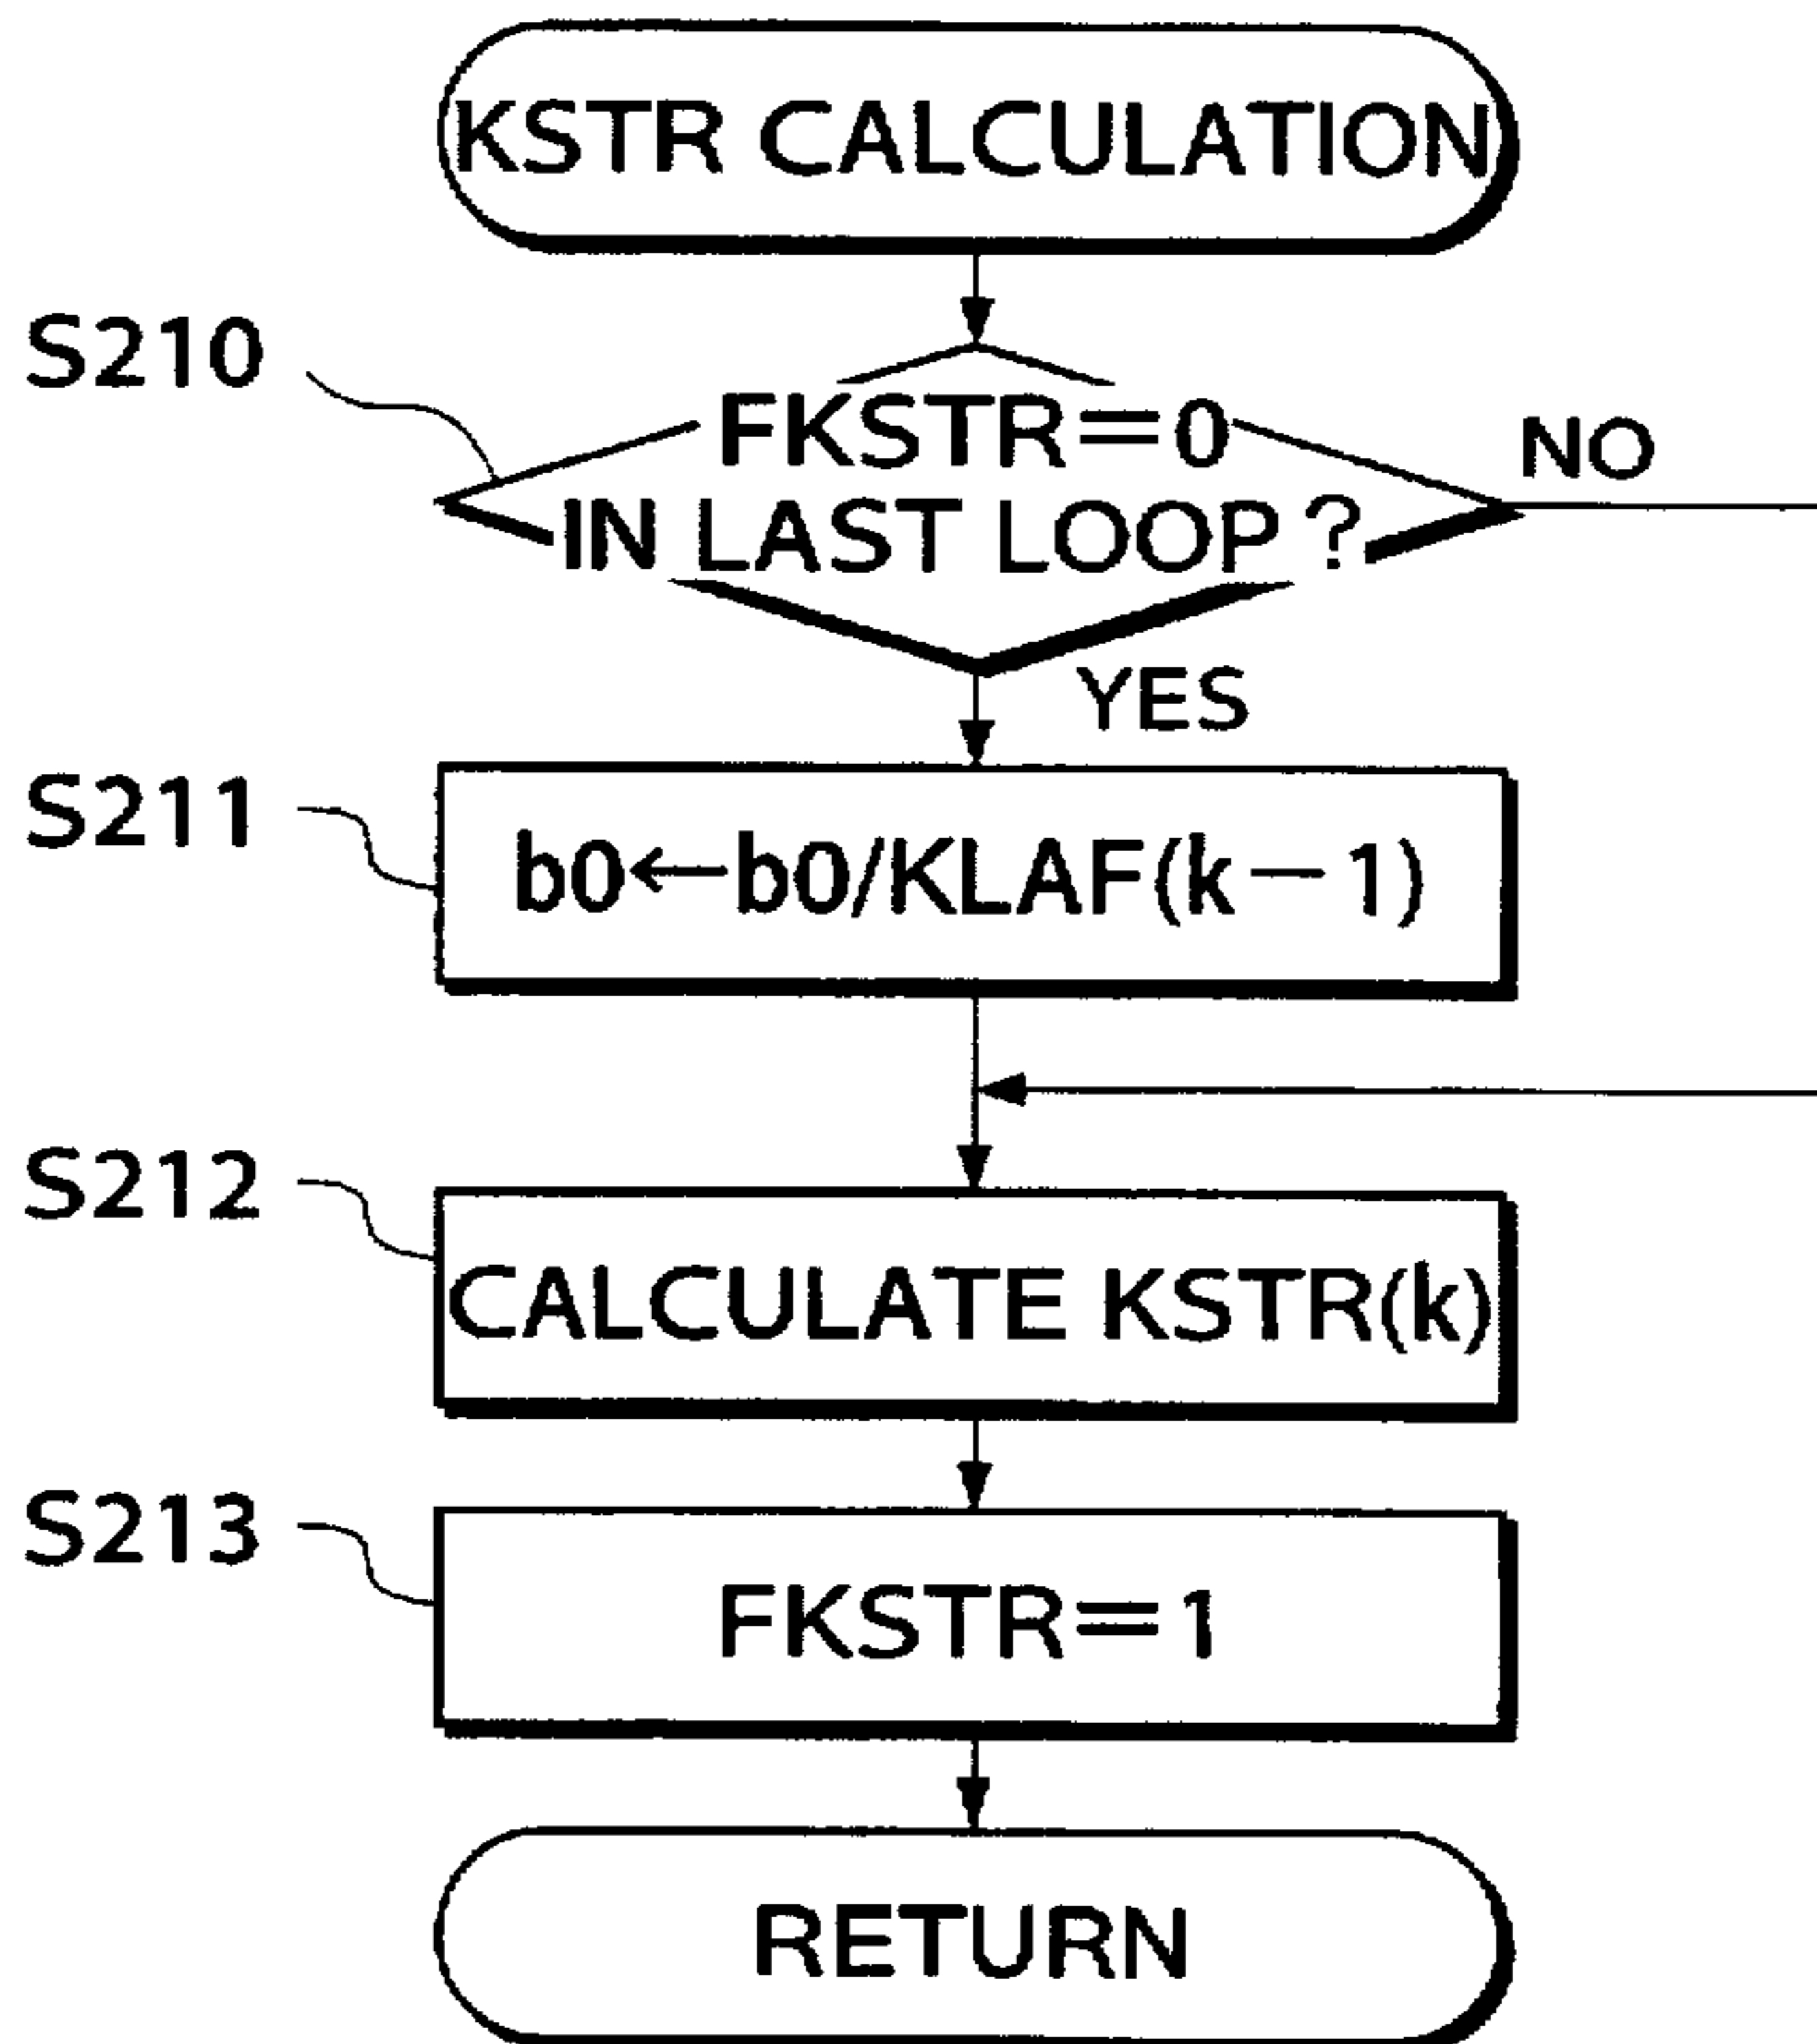 KSTR CALCULATION
S210
FKSTR=0
IN LAST LOOP ?
NO
YES
S211
b0←b0/KLAF(k−1)
S212
CALCULATE KSTR(k)
S213
FKSTR=1
RETURN